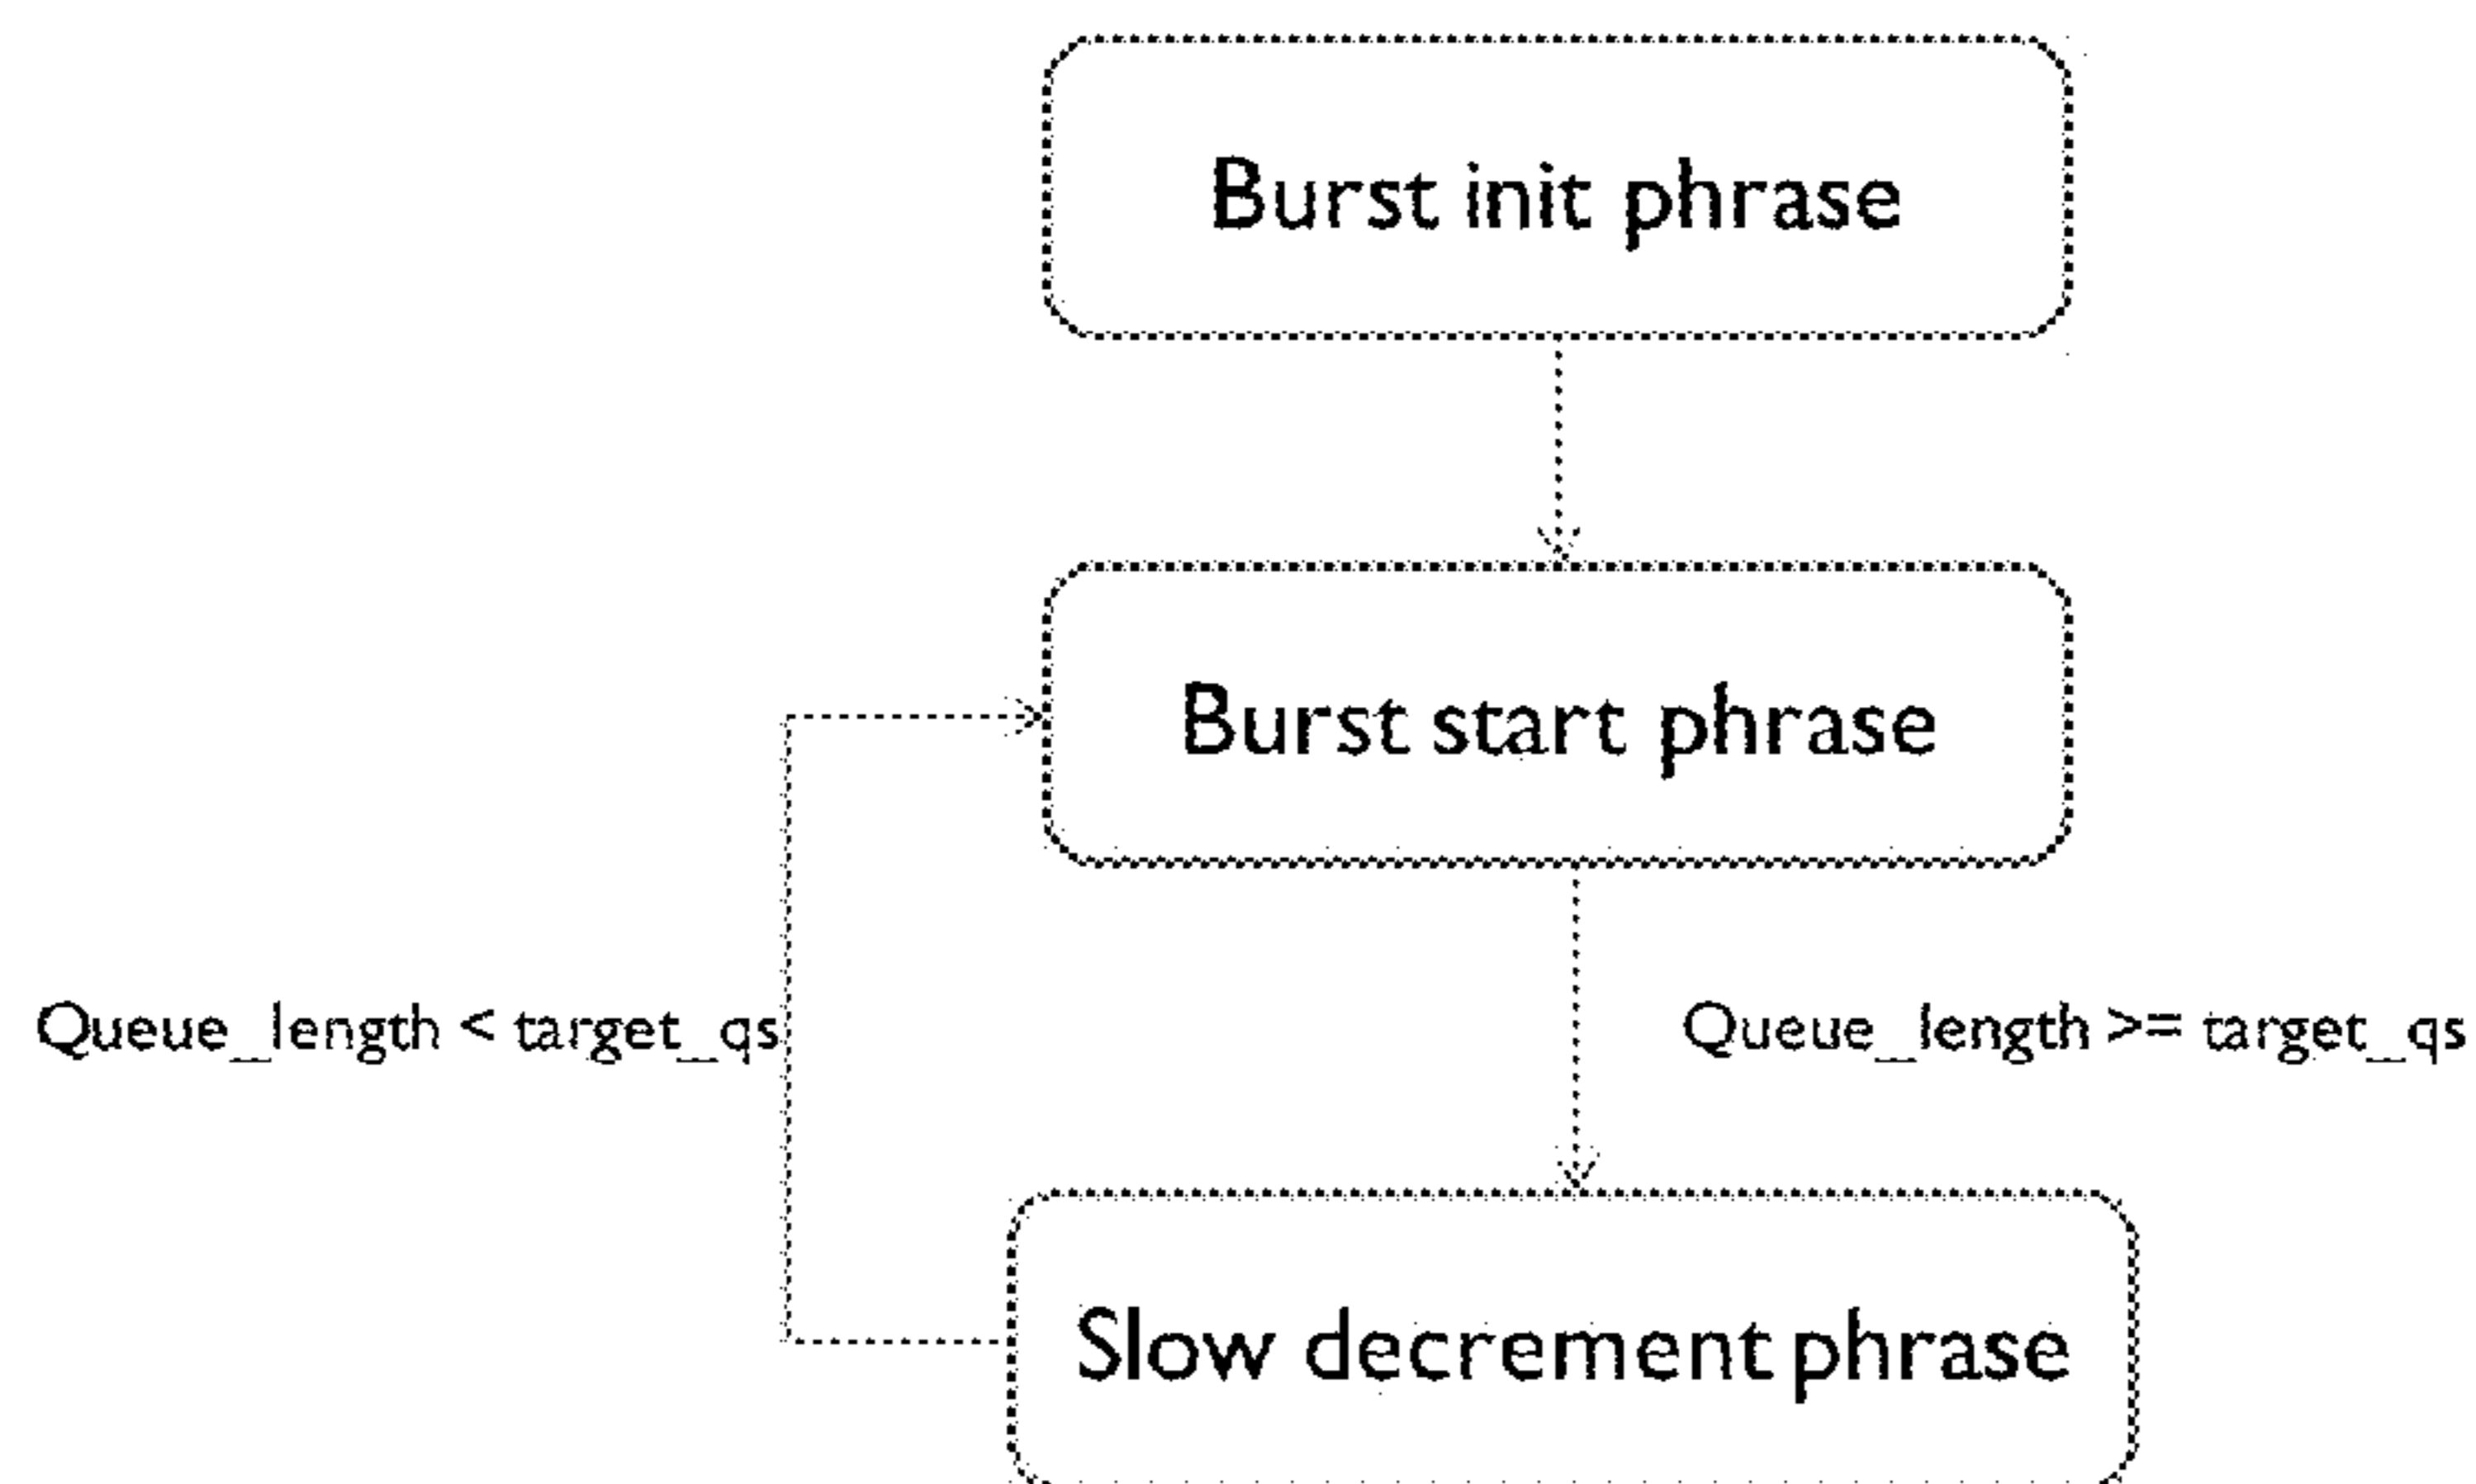 Burst init phrase
Burst start phrase
Queue_length < target_qs
Queue_length >= target_qs
Slow decrement phrase